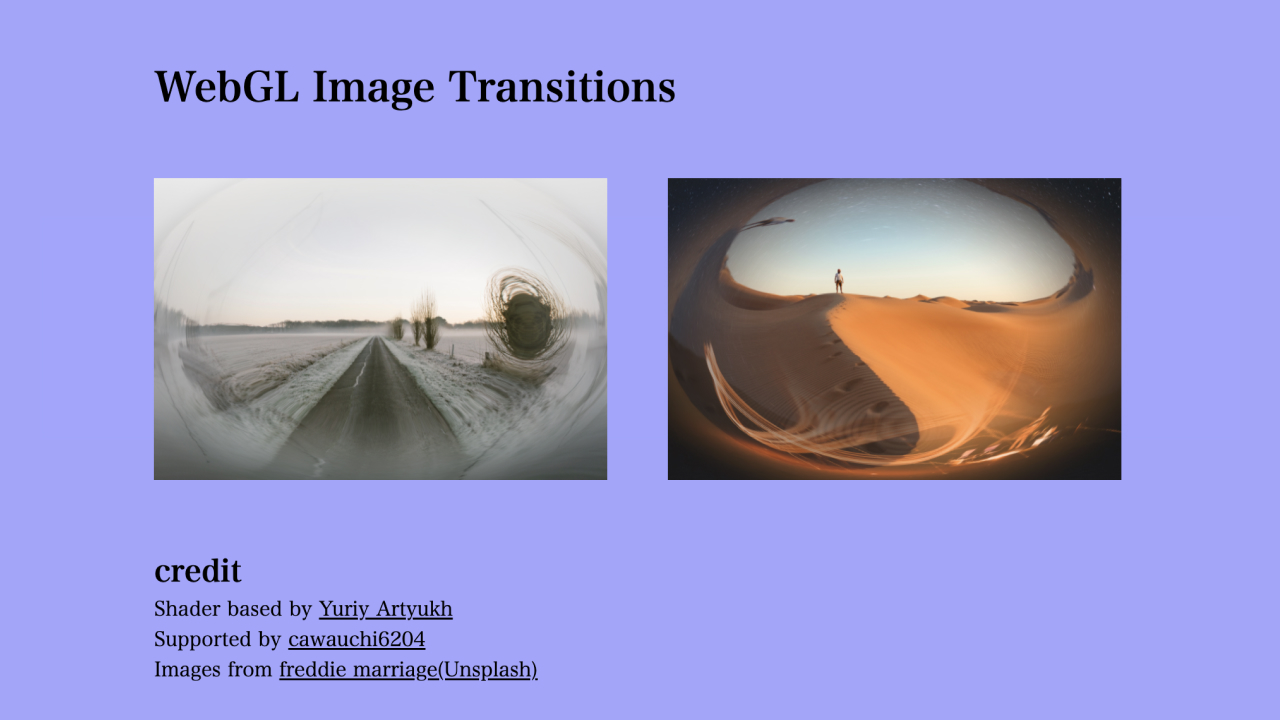 WebGL Image Transitions
credit
Shader based by Yuriy Artyukh
Supported by cawauchi6204
Images from freddie marriage(Unsplash)